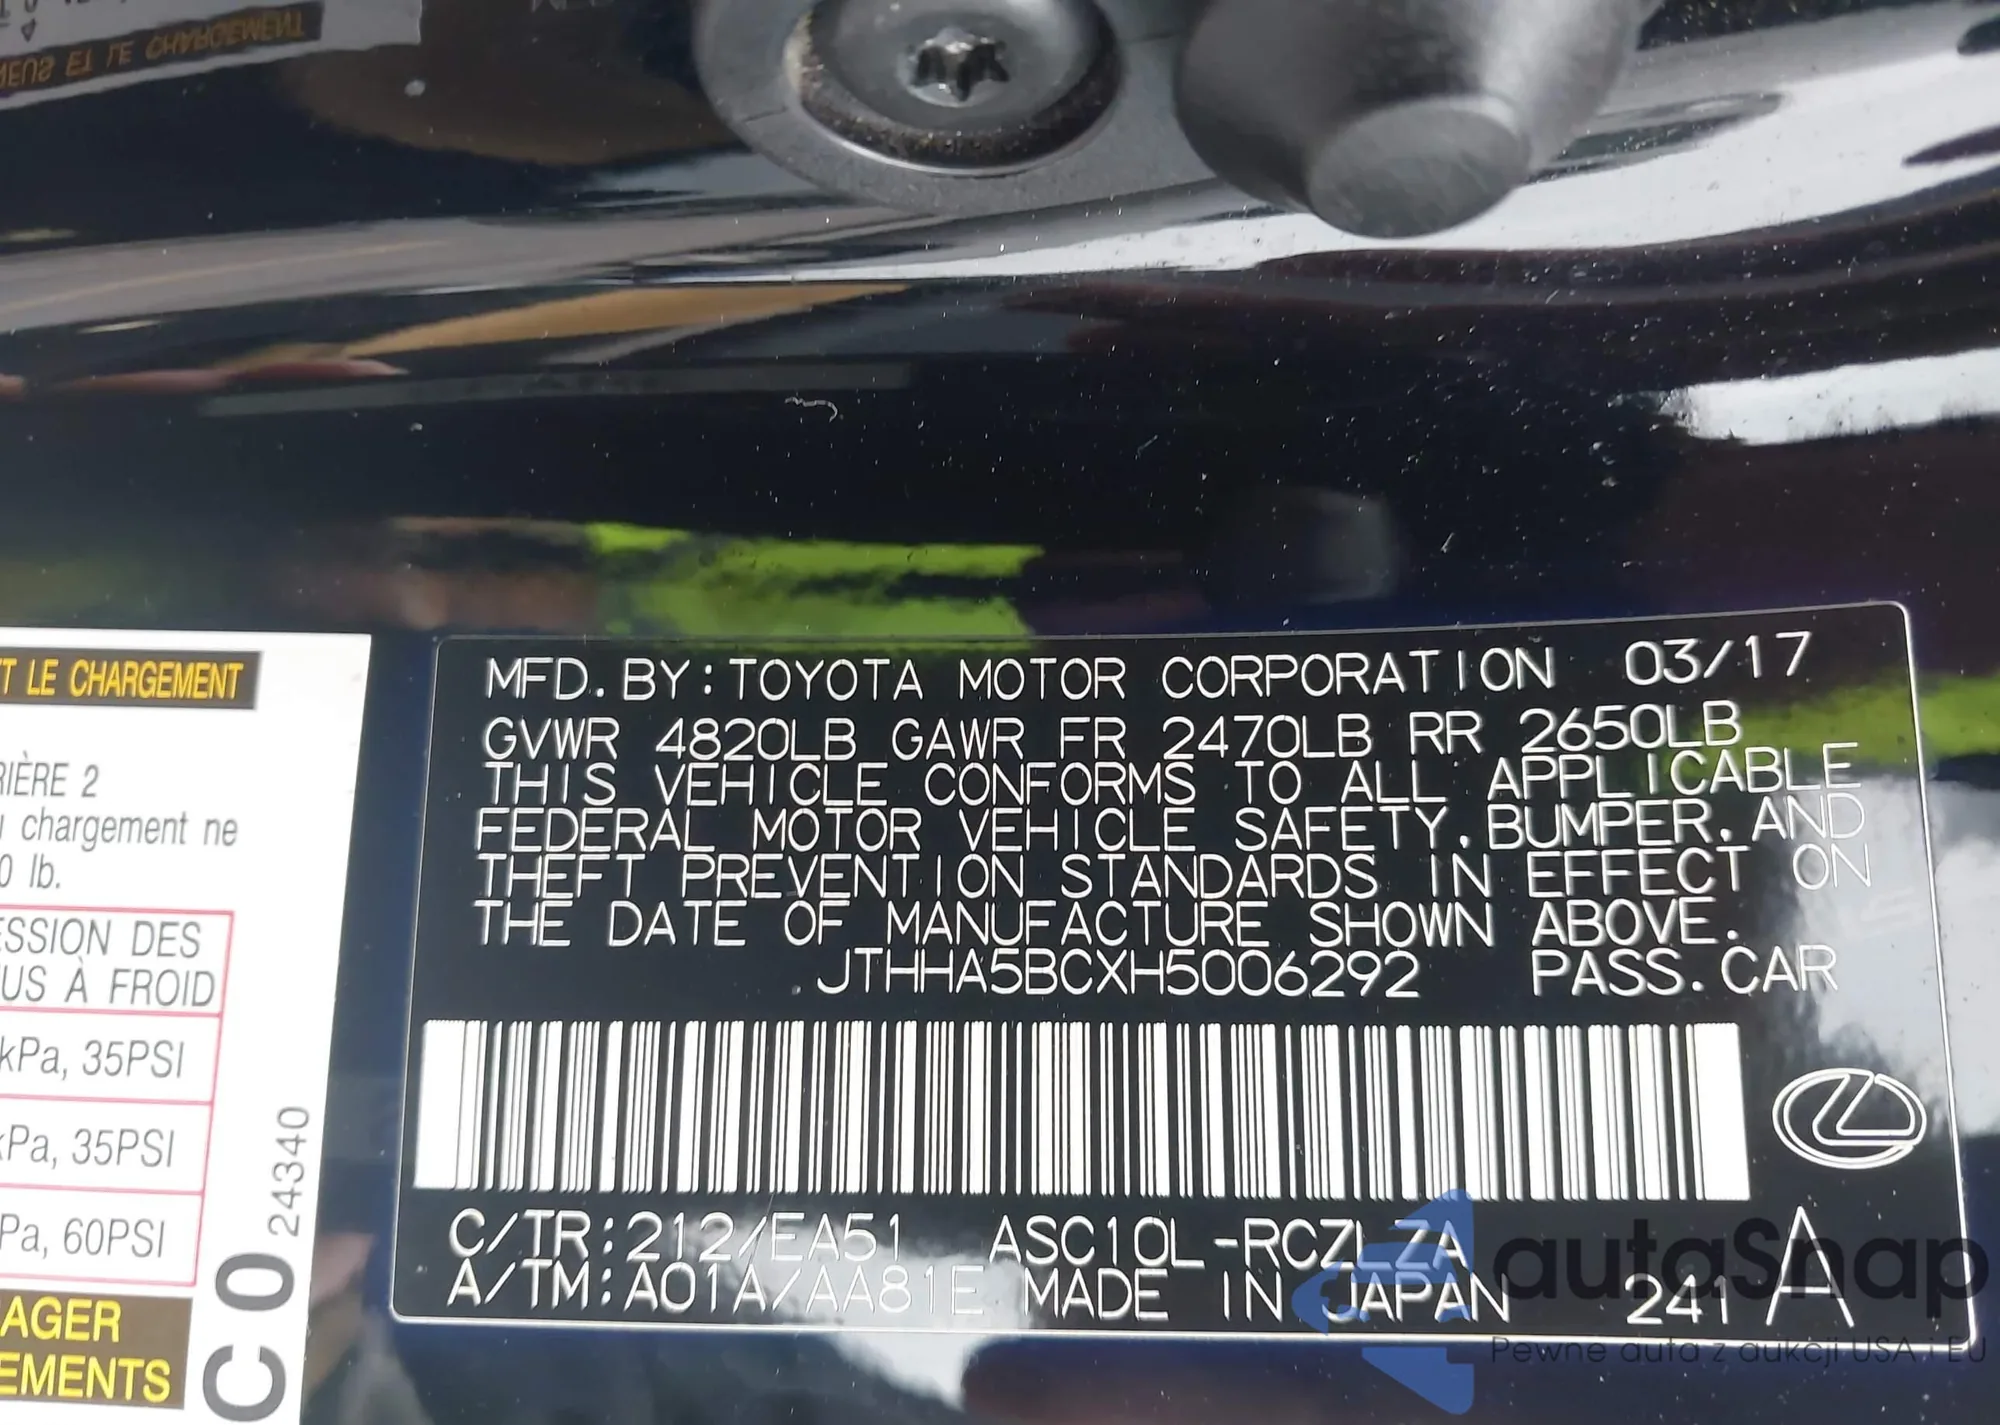 T LE CHARGEMENT
RIÈRE 2
chargement ne
0 lb.
ESSION DES
US À FROID
kPa, 35PSI
kPa, 35PSI
Pa, 60PSI
AGER
EMENTS
C0
24340
MFD. BY: TOYOTA MOTOR CORPORATION 03/17
GVWR 4820LB GAWR FR 2470LB RR 2650LB
THIS VEHICLE CONFORMS TO ALL APPLICABLE
FEDERAL MOTOR VEHICLE SAFETY, BUMPER, AND
THEFT PREVENTION STANDARDS IN EFFECT ON
THE DATE OF MANUFACTURE SHOWN ABOVE.
JTHHA5BCXH5006292 PASS. CAR
C/TR: 212/EA51 ASC10L-RCZLZA
A/TM: A01A/AA81E MADE IN JAPAN 241 A
autaSnap
Pewne auta z aukcji USA i EU